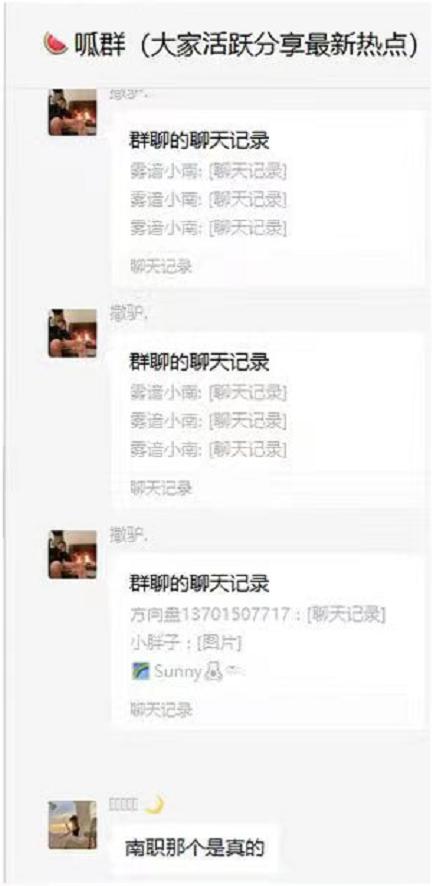 🍉呱群（大家活跃分享最新热点）
撒驴.
群聊的聊天记录
雾谙小南: [聊天记录]
雾谙小南: [聊天记录]
雾谙小南: [聊天记录]
聊天记录
撒驴.
群聊的聊天记录
雾谙小南: [聊天记录]
雾谙小南: [聊天记录]
雾谙小南: [聊天记录]
聊天记录
撒驴.
群聊的聊天记录
方向盘13701507717：[聊天记录]
小胖子：[图片]
Sunny
聊天记录
🌙
南职那个是真的